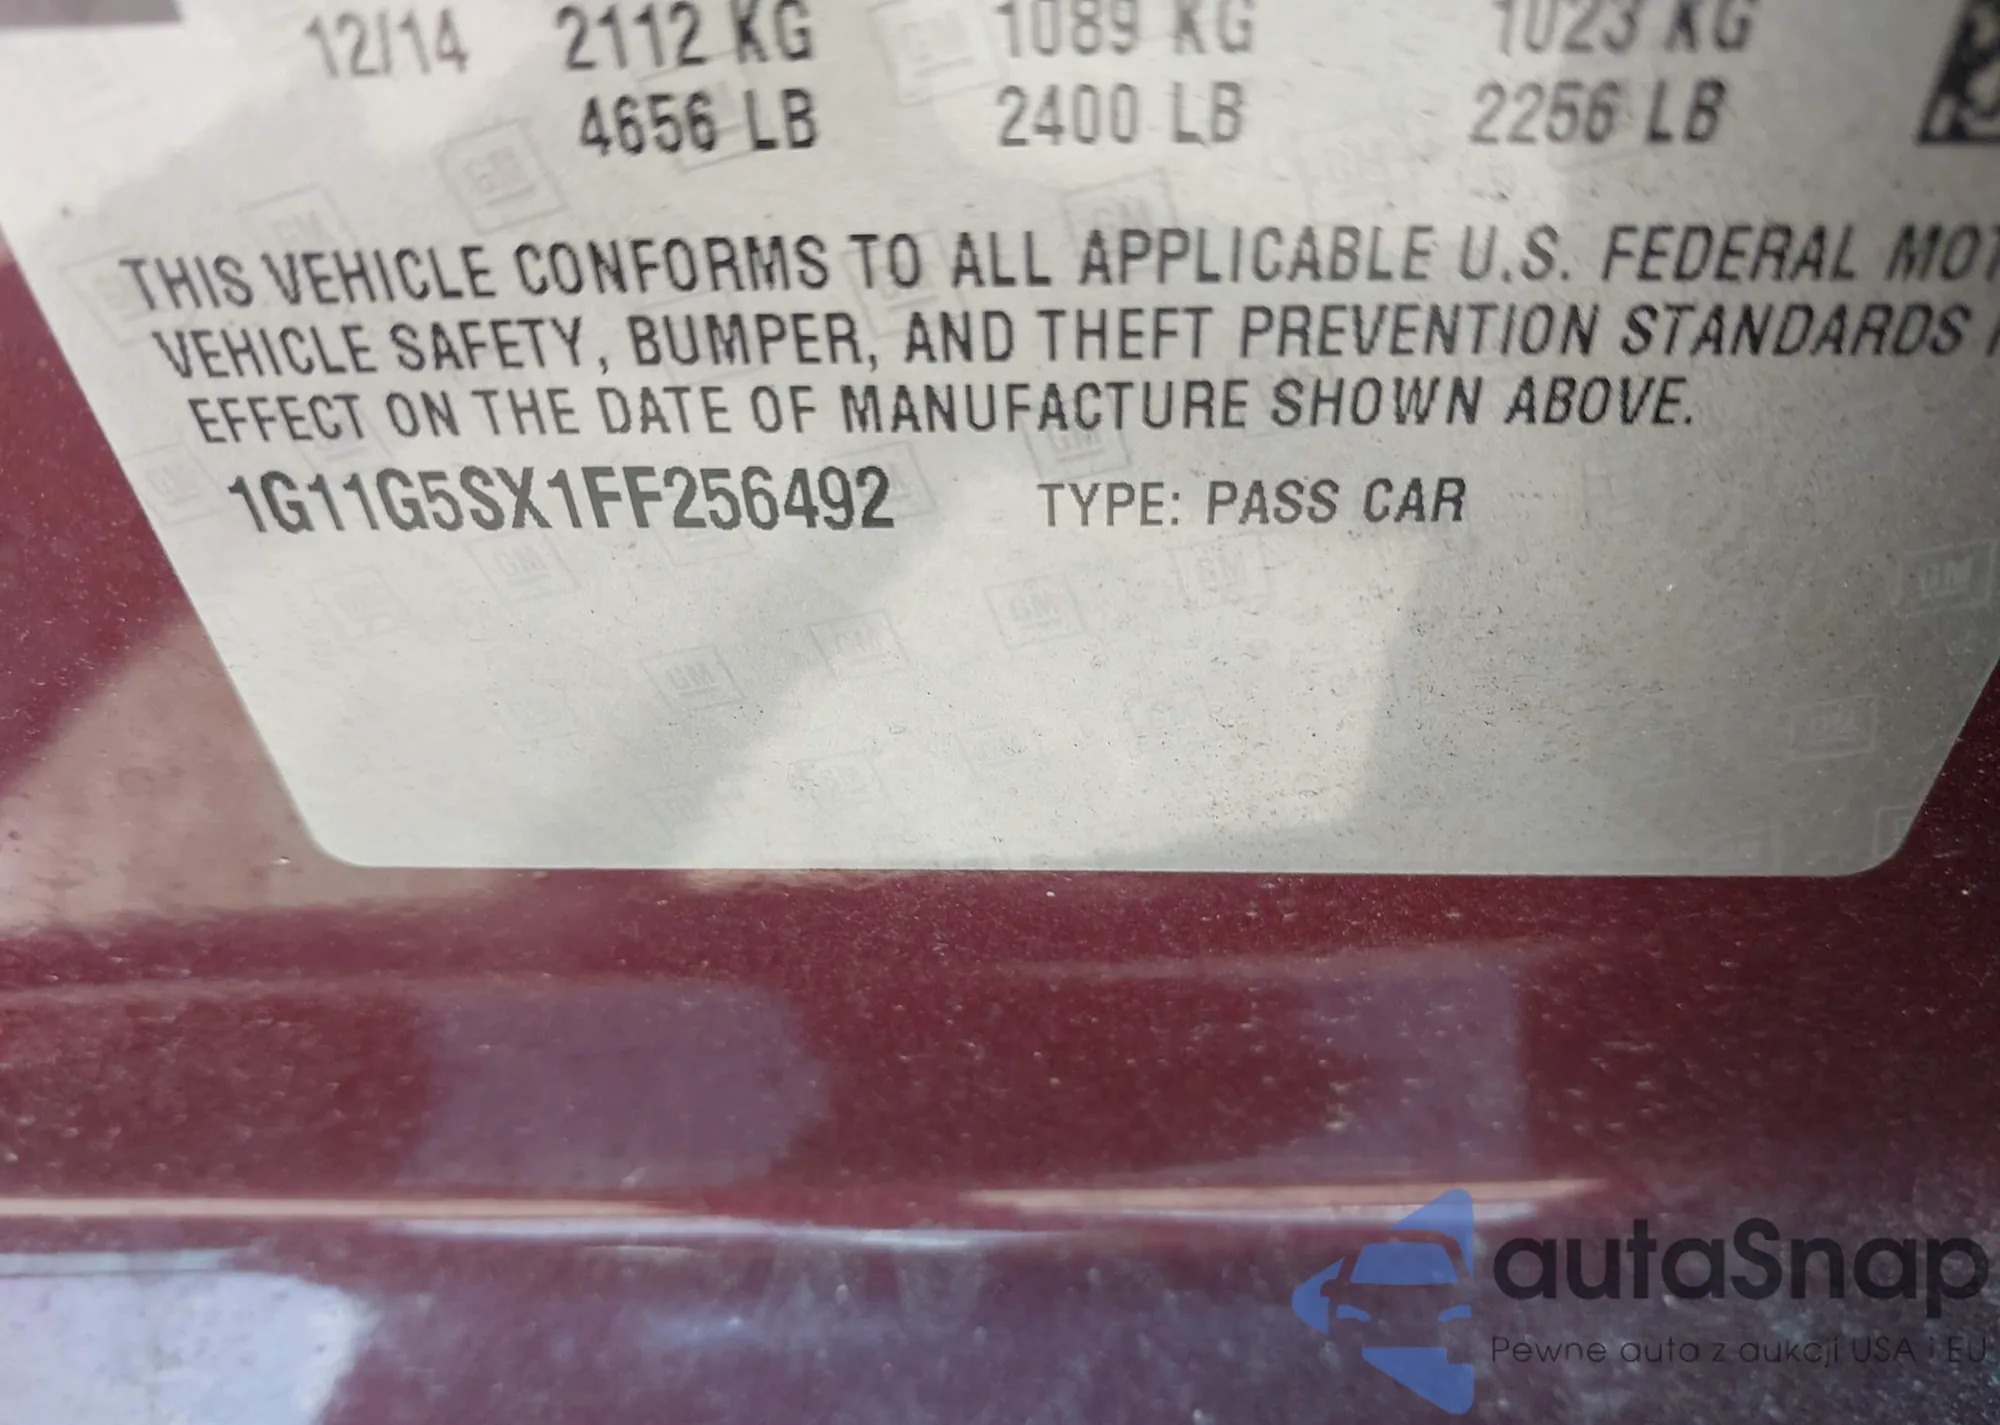 12/14 2112 KG 1089 KG 1023 KG
4656 LB 2400 LB 2256 LB
THIS VEHICLE CONFORMS TO ALL APPLICABLE U.S. FEDERAL MOT
VEHICLE SAFETY, BUMPER, AND THEFT PREVENTION STANDARDS
EFFECT ON THE DATE OF MANUFACTURE SHOWN ABOVE.
1G11G5SX1FF256492 TYPE: PASS CAR
autaSnap
Pewne auta z aukcji USA i EU